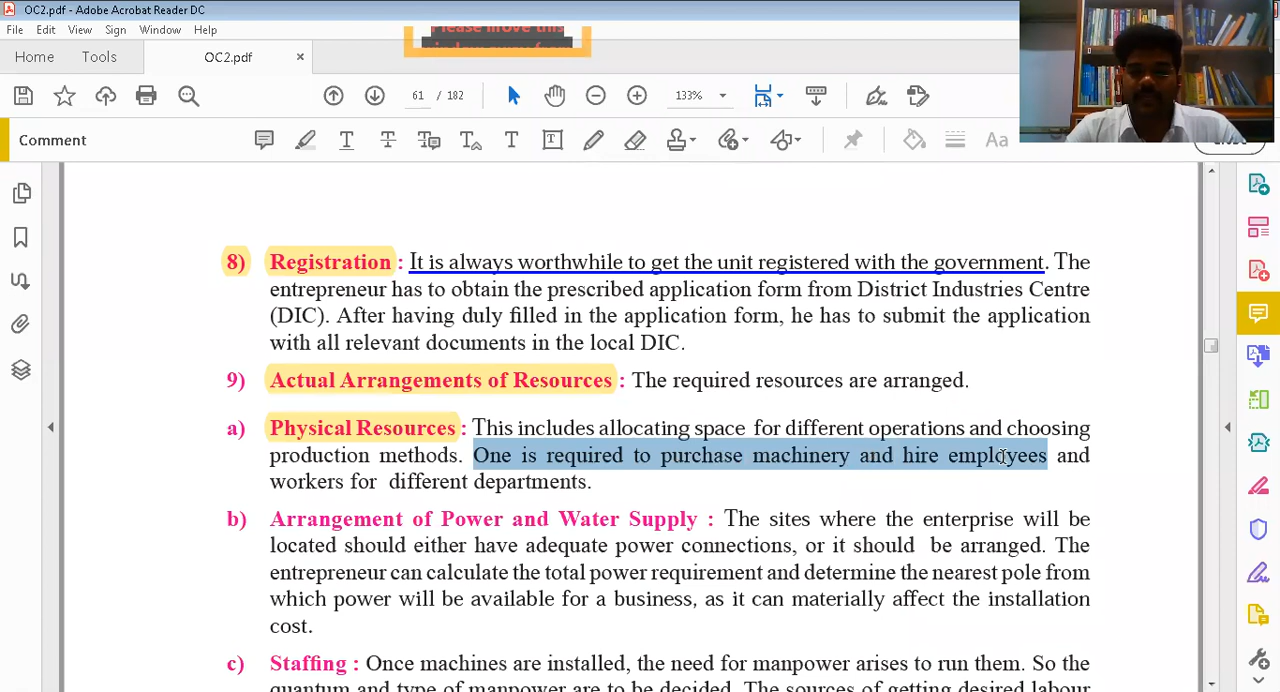 OC2.pdf - Adobe Acrobat Reader DC
File Edit View Sign Window Help
Please move this
Home Tools OC2.pdf ×
61 / 182 133%
Comment Aa
8) Registration : It is always worthwhile to get the unit registered with the government. The
entrepreneur has to obtain the prescribed application form from District Industries Centre
(DIC). After having duly filled in the application form, he has to submit the application
with all relevant documents in the local DIC.
9) Actual Arrangements of Resources : The required resources are arranged.
a) Physical Resources : This includes allocating space for different operations and choosing
production methods. One is required to purchase machinery and hire employees and
workers for different departments.
b) Arrangement of Power and Water Supply : The sites where the enterprise will be
located should either have adequate power connections, or it should be arranged. The
entrepreneur can calculate the total power requirement and determine the nearest pole from
which power will be available for a business, as it can materially affect the installation
cost.
c) Staffing : Once machines are installed, the need for manpower arises to run them. So the
quantum and type of manpower are to be decided. The sources of getting desired labour